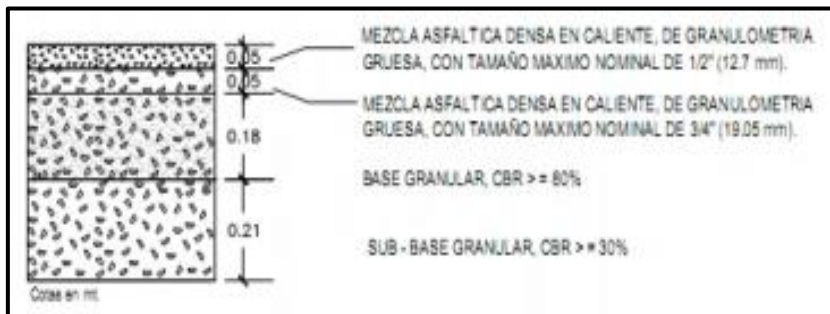 0.05
MEZCLA ASFALTICA DENSA EN CALIENTE, DE GRANULOMETRIA
GRUESA, CON TAMAÑO MAXIMO NOMINAL DE 1/2" (12.7 mm).
0.05
MEZCLA ASFALTICA DENSA EN CALIENTE, DE GRANULOMETRIA
GRUESA, CON TAMAÑO MAXIMO NOMINAL DE 3/4" (19.05 mm).
0.18
BASE GRANULAR, CBR > = 80%
0.21
SUB - BASE GRANULAR, CBR > = 30%
Cotas en mt.